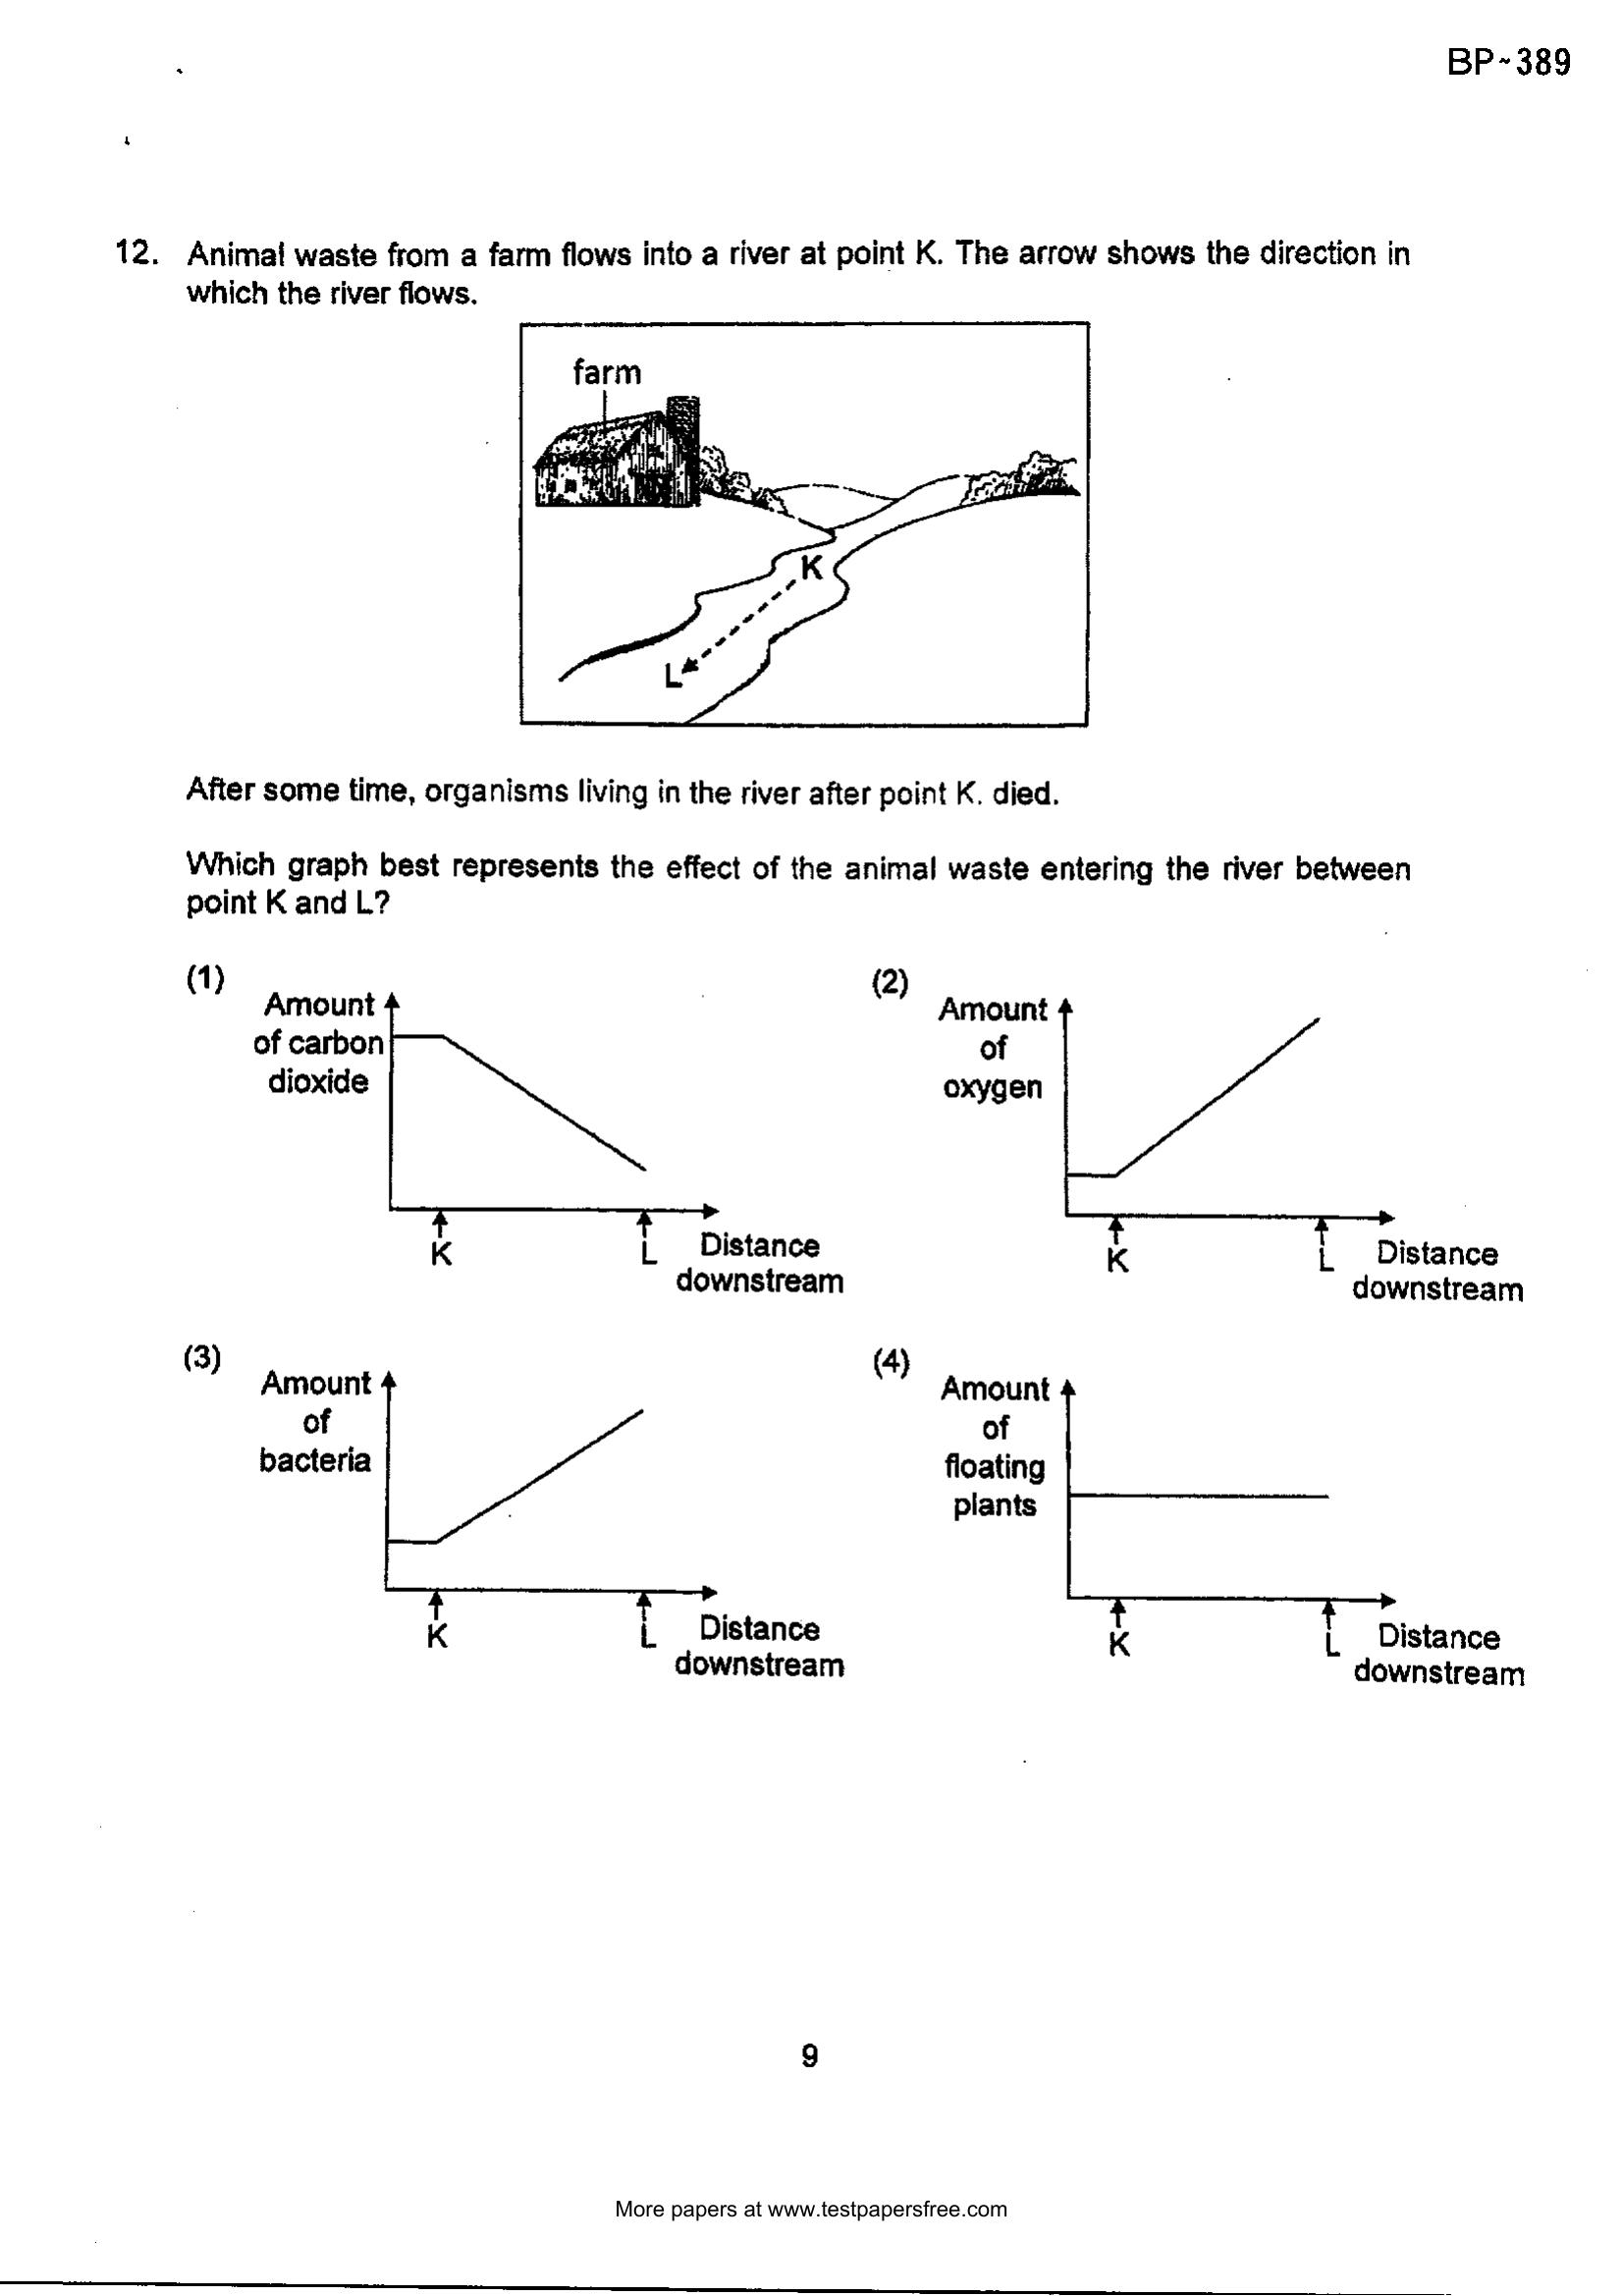 BP~389
12. Animal waste from a farm flows into a river at point K. The arrow shows the direction in
which the river flows.
farm
K
L
After some time, organisms living in the river after point K. died.
Which graph best represents the effect of the animal waste entering the river between
point K and L?
(1)
Amount
of carbon
dioxide
K
L
Distance
downstream
(2)
Amount
of
oxygen
K
L
Distance
downstream
(3)
Amount
of
bacteria
K
L
Distance
downstream
(4)
Amount
of
floating
plants
K
L
Distance
downstream
9
More papers at www.testpapersfree.com